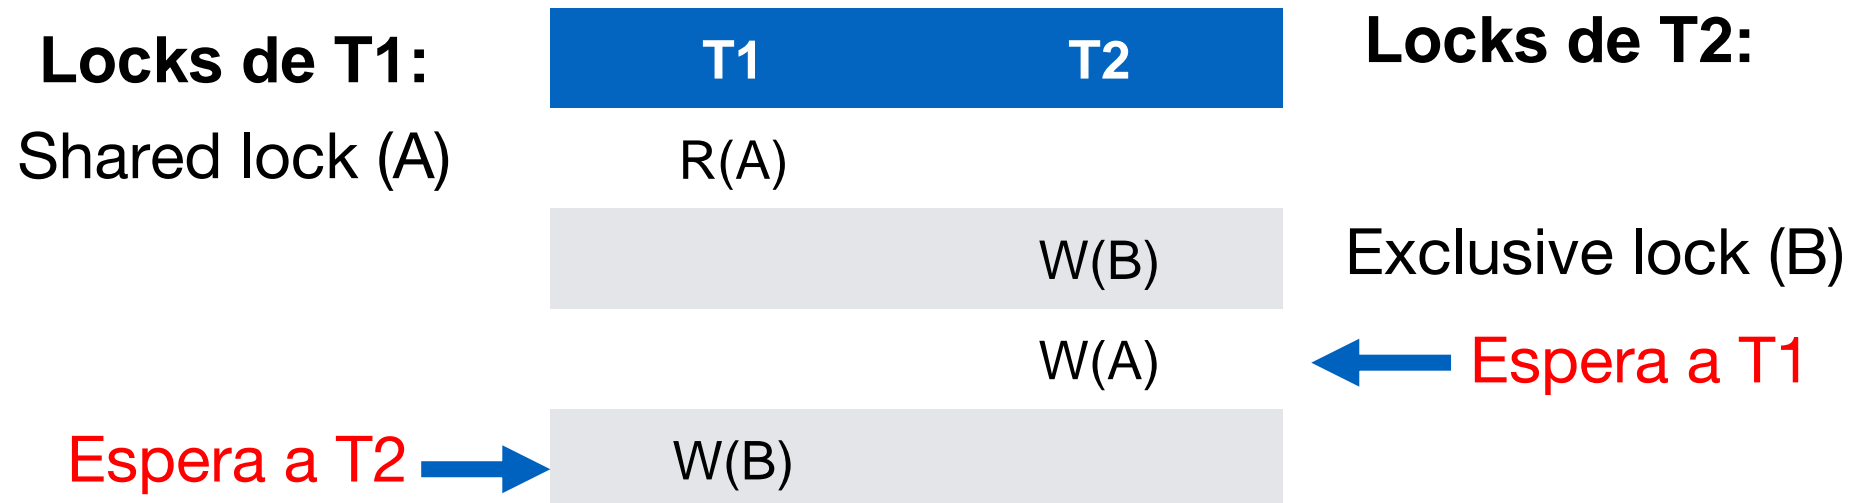 Locks de T1:
T1
T2
Locks de T2:
Shared lock (A)
R(A)
W(B)
Exclusive lock (B)
W(A)
Espera a T1
Espera a T2
W(B)